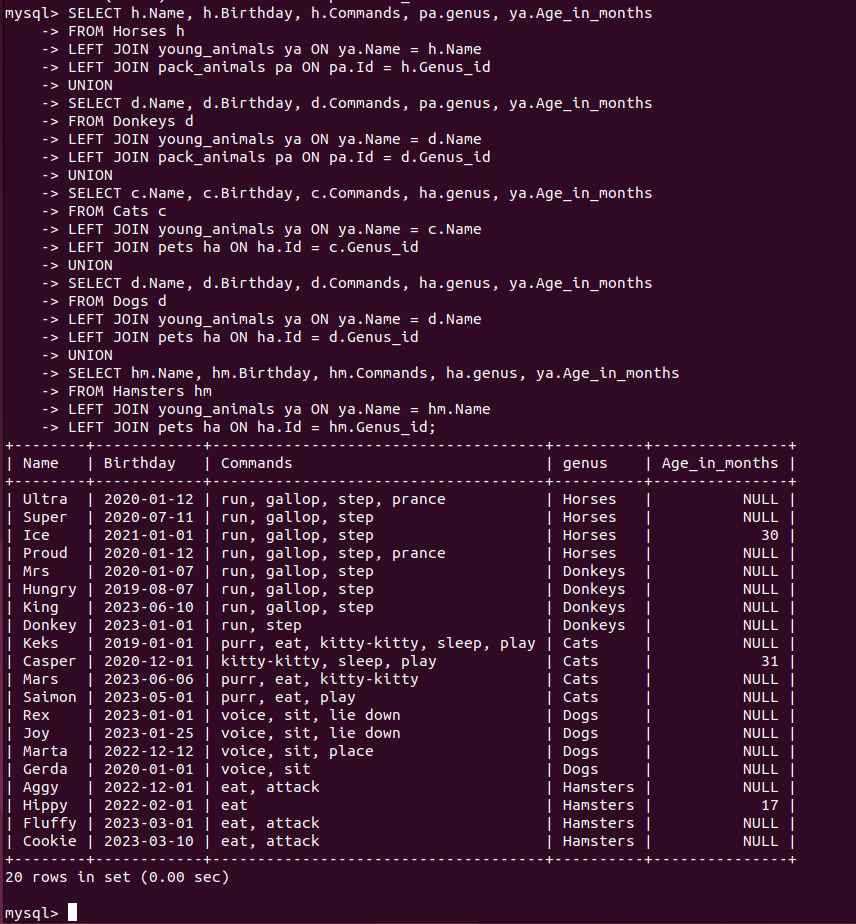 mysql> SELECT h.Name, h.Birthday, h.Commands, pa.genus, ya.Age_in_months
    -> FROM Horses h
    -> LEFT JOIN young_animals ya ON ya.Name = h.Name
    -> LEFT JOIN pack_animals pa ON pa.Id = h.Genus_id
    -> UNION
    -> SELECT d.Name, d.Birthday, d.Commands, pa.genus, ya.Age_in_months
    -> FROM Donkeys d
    -> LEFT JOIN young_animals ya ON ya.Name = d.Name
    -> LEFT JOIN pack_animals pa ON pa.Id = d.Genus_id
    -> UNION
    -> SELECT c.Name, c.Birthday, c.Commands, ha.genus, ya.Age_in_months
    -> FROM Cats c
    -> LEFT JOIN young_animals ya ON ya.Name = c.Name
    -> LEFT JOIN pets ha ON ha.Id = c.Genus_id
    -> UNION
    -> SELECT d.Name, d.Birthday, d.Commands, ha.genus, ya.Age_in_months
    -> FROM Dogs d
    -> LEFT JOIN young_animals ya ON ya.Name = d.Name
    -> LEFT JOIN pets ha ON ha.Id = d.Genus_id
    -> UNION
    -> SELECT hm.Name, hm.Birthday, hm.Commands, ha.genus, ya.Age_in_months
    -> FROM Hamsters hm
    -> LEFT JOIN young_animals ya ON ya.Name = hm.Name
    -> LEFT JOIN pets ha ON ha.Id = hm.Genus_id;
+--------+------------+-------------------------------------+----------+---------------+
| Name   | Birthday   | Commands                            | genus    | Age_in_months |
+--------+------------+-------------------------------------+----------+---------------+
| Ultra  | 2020-01-12 | run, gallop, step, prance           | Horses   |          NULL |
| Super  | 2020-07-11 | run, gallop, step                   | Horses   |          NULL |
| Ice    | 2021-01-01 | run, gallop, step                   | Horses   |            30 |
| Proud  | 2020-01-12 | run, gallop, step, prance           | Horses   |          NULL |
| Mrs    | 2020-01-07 | run, gallop, step                   | Donkeys  |          NULL |
| Hungry | 2019-08-07 | run, gallop, step                   | Donkeys  |          NULL |
| King   | 2023-06-10 | run, gallop, step                   | Donkeys  |          NULL |
| Donkey | 2023-01-01 | run, step                           | Donkeys  |          NULL |
| Keks   | 2019-01-01 | purr, eat, kitty-kitty, sleep, play | Cats     |          NULL |
| Casper | 2020-12-01 | kitty-kitty, sleep, play            | Cats     |            31 |
| Mars   | 2023-06-06 | purr, eat, kitty-kitty              | Cats     |          NULL |
| Saimon | 2023-05-01 | purr, eat, play                     | Cats     |          NULL |
| Rex    | 2023-01-01 | voice, sit, lie down                | Dogs     |          NULL |
| Joy    | 2023-01-25 | voice, sit, lie down                | Dogs     |          NULL |
| Marta  | 2022-12-12 | voice, sit, place                   | Dogs     |          NULL |
| Gerda  | 2020-01-01 | voice, sit                          | Dogs     |          NULL |
| Aggy   | 2022-12-01 | eat, attack                         | Hamsters |          NULL |
| Hippy  | 2022-02-01 | eat                                 | Hamsters |            17 |
| Fluffy | 2023-03-01 | eat, attack                         | Hamsters |          NULL |
| Cookie | 2023-03-10 | eat, attack                         | Hamsters |          NULL |
+--------+------------+-------------------------------------+----------+---------------+
20 rows in set (0.00 sec)
mysql>